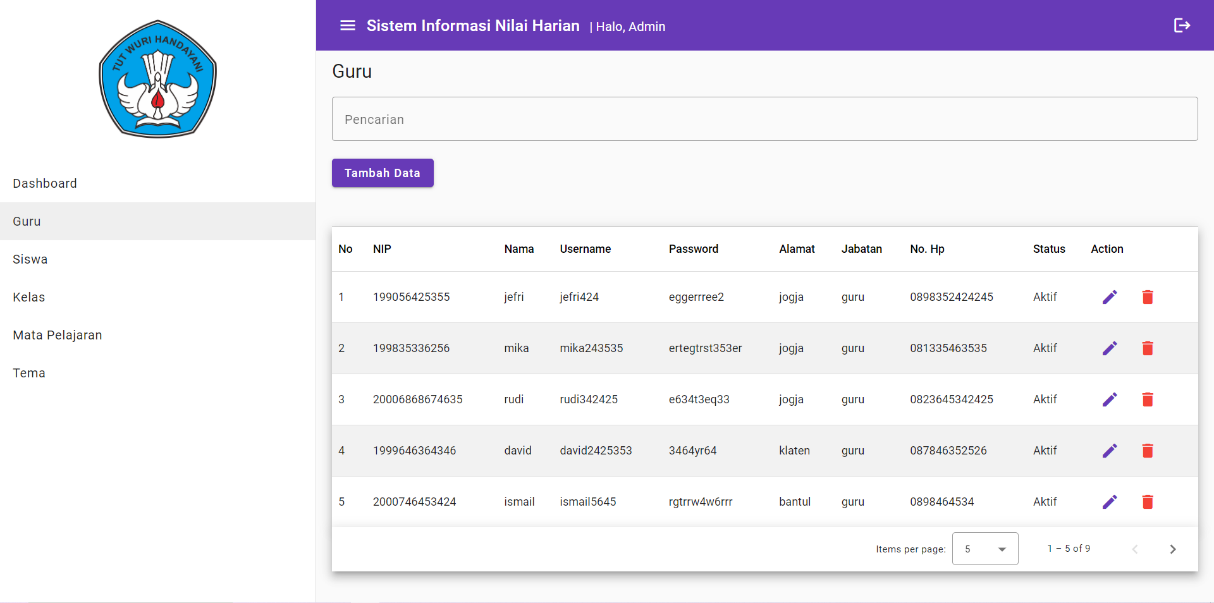 TUT WURI HANDAYANI
Sistem Informasi Nilai Harian | Halo, Admin
Dashboard
Guru
Siswa
Kelas
Mata Pelajaran
Tema
Guru
Pencarian
Tambah Data
No NIP Nama Username Password Alamat Jabatan No. Hp Status Action
1 199056425355 jefri jefri424 eggerrree2 jogja guru 0898352424245 Aktif
2 199835336256 mika mika243535 ertegtrst353er jogja guru 081335463535 Aktif
3 20006868674635 rudi rudi342425 e634t3eq33 jogja guru 0823645342425 Aktif
4 1999646364346 david david2425353 3464yr64 klaten guru 087846352526 Aktif
5 2000746453424 ismail ismail5645 rgtrrw4w6rrr bantul guru 0898464534 Aktif
Items per page: 5 1 – 5 of 9